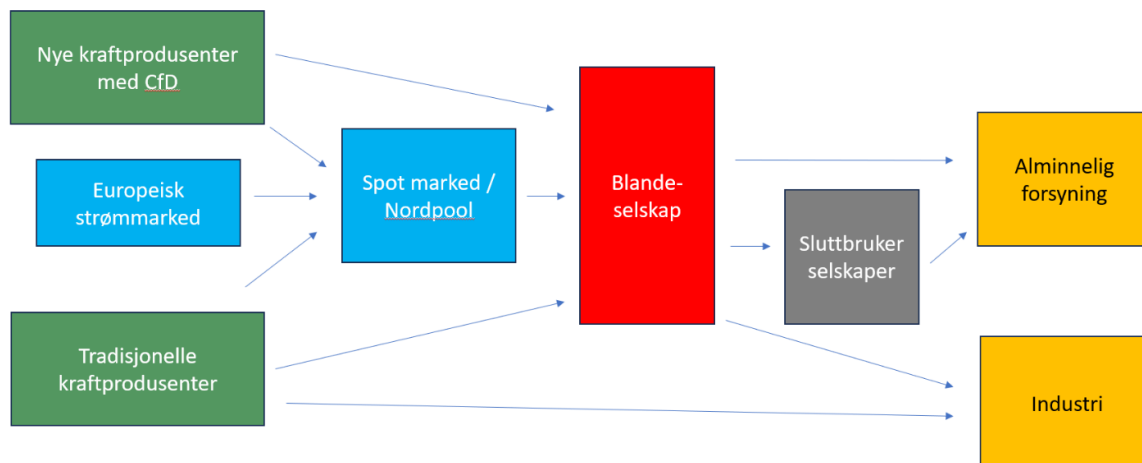 Nye kraftprodusenter
med CfD
Europeisk
strømmarked
Tradisjonelle
kraftprodusenter
Spot marked /
Nordpool
Blande-
selskap
Sluttbruker
selskaper
Alminnelig
forsyning
Industri